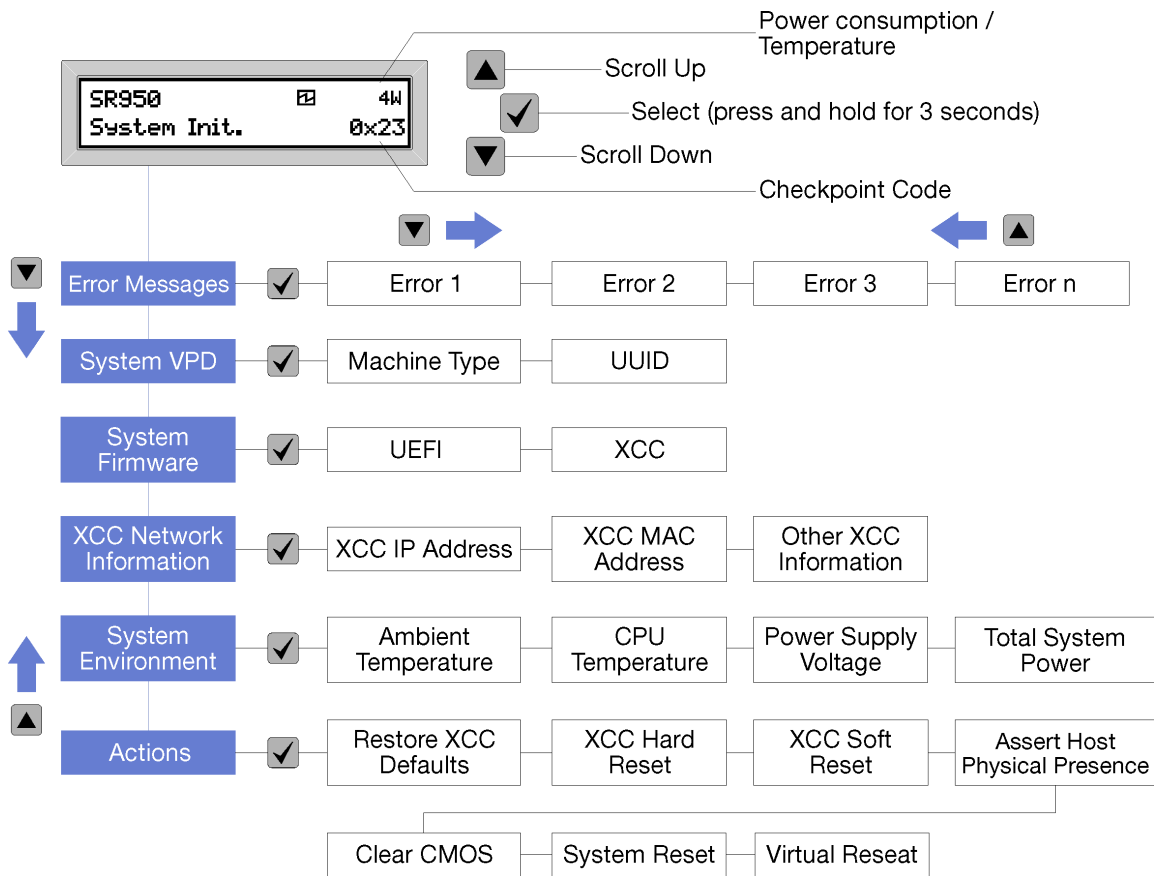 Power consumption /
Temperature
Scroll Up
SR950 4W
Select (press and hold for 3 seconds)
System Init. 0x23
Scroll Down
Checkpoint Code
Error Messages
Error 1
Error 2
Error 3
Error n
System VPD
Machine Type
UUID
System
Firmware
UEFI
XCC
XCC Network
Information
XCC IP Address
XCC MAC
Address
Other XCC
Information
System
Environment
Ambient
Temperature
CPU
Temperature
Power Supply
Voltage
Total System
Power
Actions
Restore XCC
Defaults
XCC Hard
Reset
XCC Soft
Reset
Assert Host
Physical Presence
Clear CMOS
System Reset
Virtual Reseat